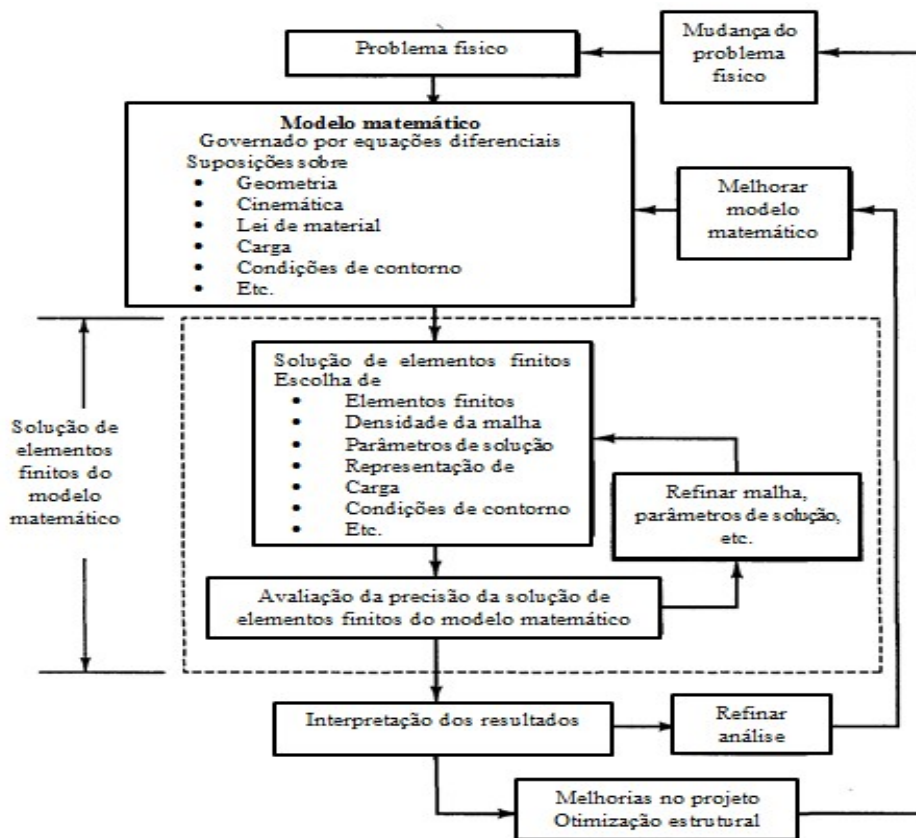 Problema fisico
Mudança do
problema
fisico
Modelo matemático
Governado por equações diferenciais
Suposições sobre
• Geometria
• Cinemática
• Lei de material
• Carga
• Condições de contorno
• Etc.
Melhorar
modelo
matemático
Solução de
elementos
finitos do
modelo
matemático
Solução de elementos finitos
Escolha de
• Elementos finitos
• Densidade da malha
• Parâmetros de solução
• Representação de
• Carga
• Condições de contorno
• Etc.
Refinar malha,
parâmetros de solução,
etc.
Avaliação da precisão da solução de
elementos finitos do modelo matemático
Interpretação dos resultados
Refinar
análise
Melhorias no projeto
Otimização estrutural